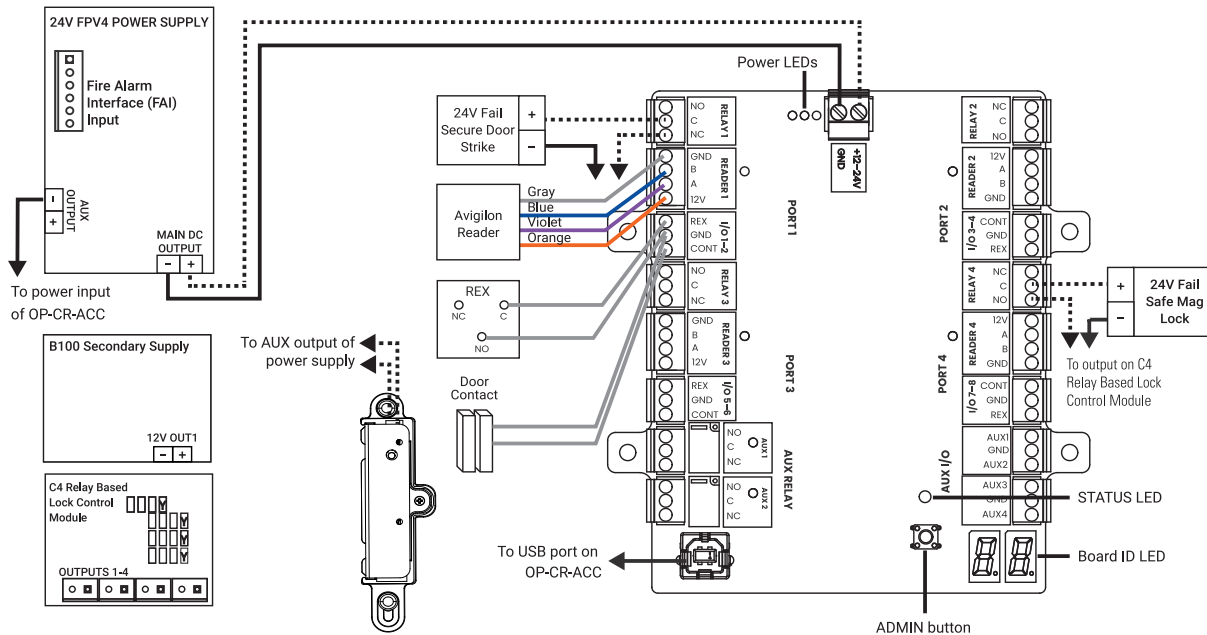 24V FPV4 POWER SUPPLY
Fire Alarm
Interface (FAI)
Input
AUX
OUTPUT
-
+
MAIN DC
OUTPUT
- +
To power input
of OP-CR-ACC
B100 Secondary Supply
12V OUT1
- +
C4 Relay Based
Lock Control
Module
Y
Y
Y
Y
OUTPUTS 1-4
To AUX output of
power supply
24V Fail
Secure Door
Strike
+
-
Avigilon
Reader
Gray
Blue
Violet
Orange
REX
NC
C
NO
Door
Contact
To USB port on
OP-CR-ACC
Power LEDs
GND
+12–24V
NO
C
NC
RELAY 1
GND
B
A
12V
READER 1
REX
GND
CONT
I/O 1–2
PORT 1
NO
C
NC
RELAY 3
GND
B
A
12V
READER 3
REX
GND
CONT
I/O 5–6
PORT 3
NO
C
NC
AUX 1
NO
C
NC
AUX 2
AUX RELAY
RELAY 2
NC
C
NO
READER 2
12V
A
B
GND
I/O 3–4
CONT
GND
REX
PORT 2
RELAY 4
NC
C
NO
READER 4
12V
A
B
GND
I/O 7–8
CONT
GND
REX
PORT 4
AUX1
GND
AUX2
AUX3
GND
AUX4
AUX I/O
+
-
24V Fail
Safe Mag
Lock
To output on C4
Relay Based Lock
Control Module
STATUS LED
8. 8.
Board ID LED
ADMIN button